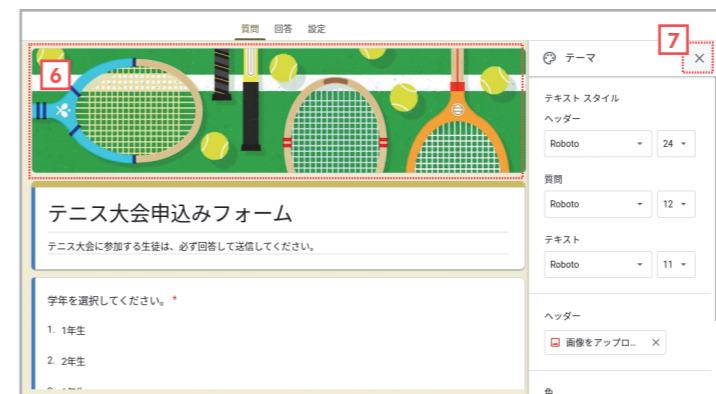 質問 回答 設定
6
7
テーマ
テキスト スタイル
ヘッダー
Roboto 24
質問
Roboto 12
テキスト
Roboto 11
ヘッダー
画像をアップロ...
テニス大会申込みフォーム
テニス大会に参加する生徒は、必ず回答して送信してください。
学年を選択してください。 *
1. 1年生
2. 2年生